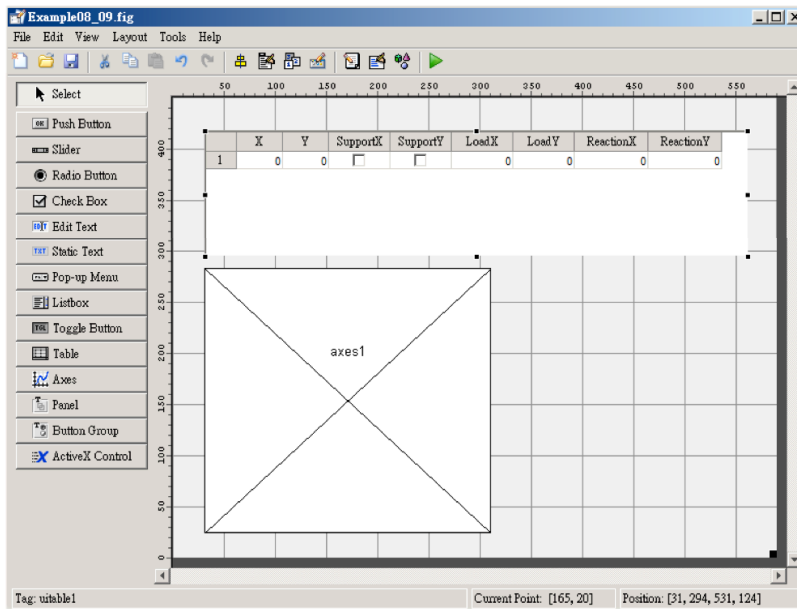 Example08_09.fig
File Edit View Layout Tools Help
Select
OK Push Button
Slider
Radio Button
Check Box
EDIT Edit Text
TXT Static Text
Pop-up Menu
Listbox
TGL Toggle Button
Table
Axes
Panel
Button Group
ActiveX Control
50 100 150 200 250 300 350 400 450 500 550
400
350
300
250
200
150
100
50
0
X Y SupportX SupportY LoadX LoadY ReactionX ReactionY
1 0 0 0 0 0 0
axes1
Tag: uitable1
Current Point: [165, 20]
Position: [31, 294, 531, 124]